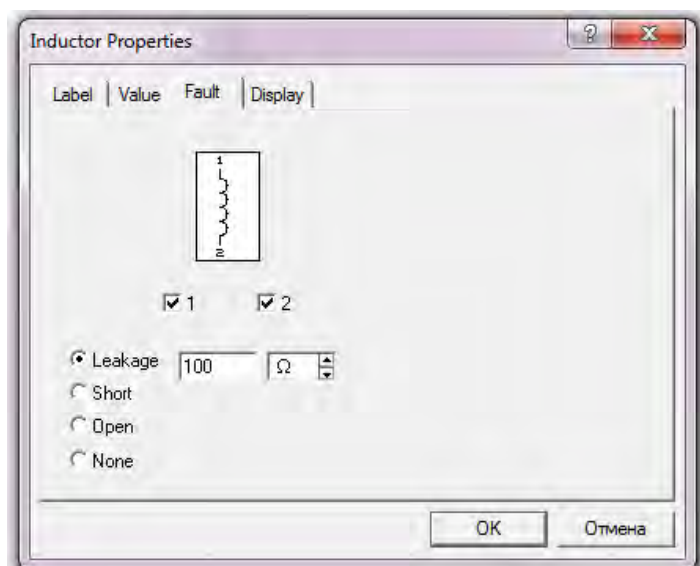 Inductor Properties
Label Value Fault Display
1
2
1 2
Leakage 100 Ω
Short
Open
None
OK Отмена